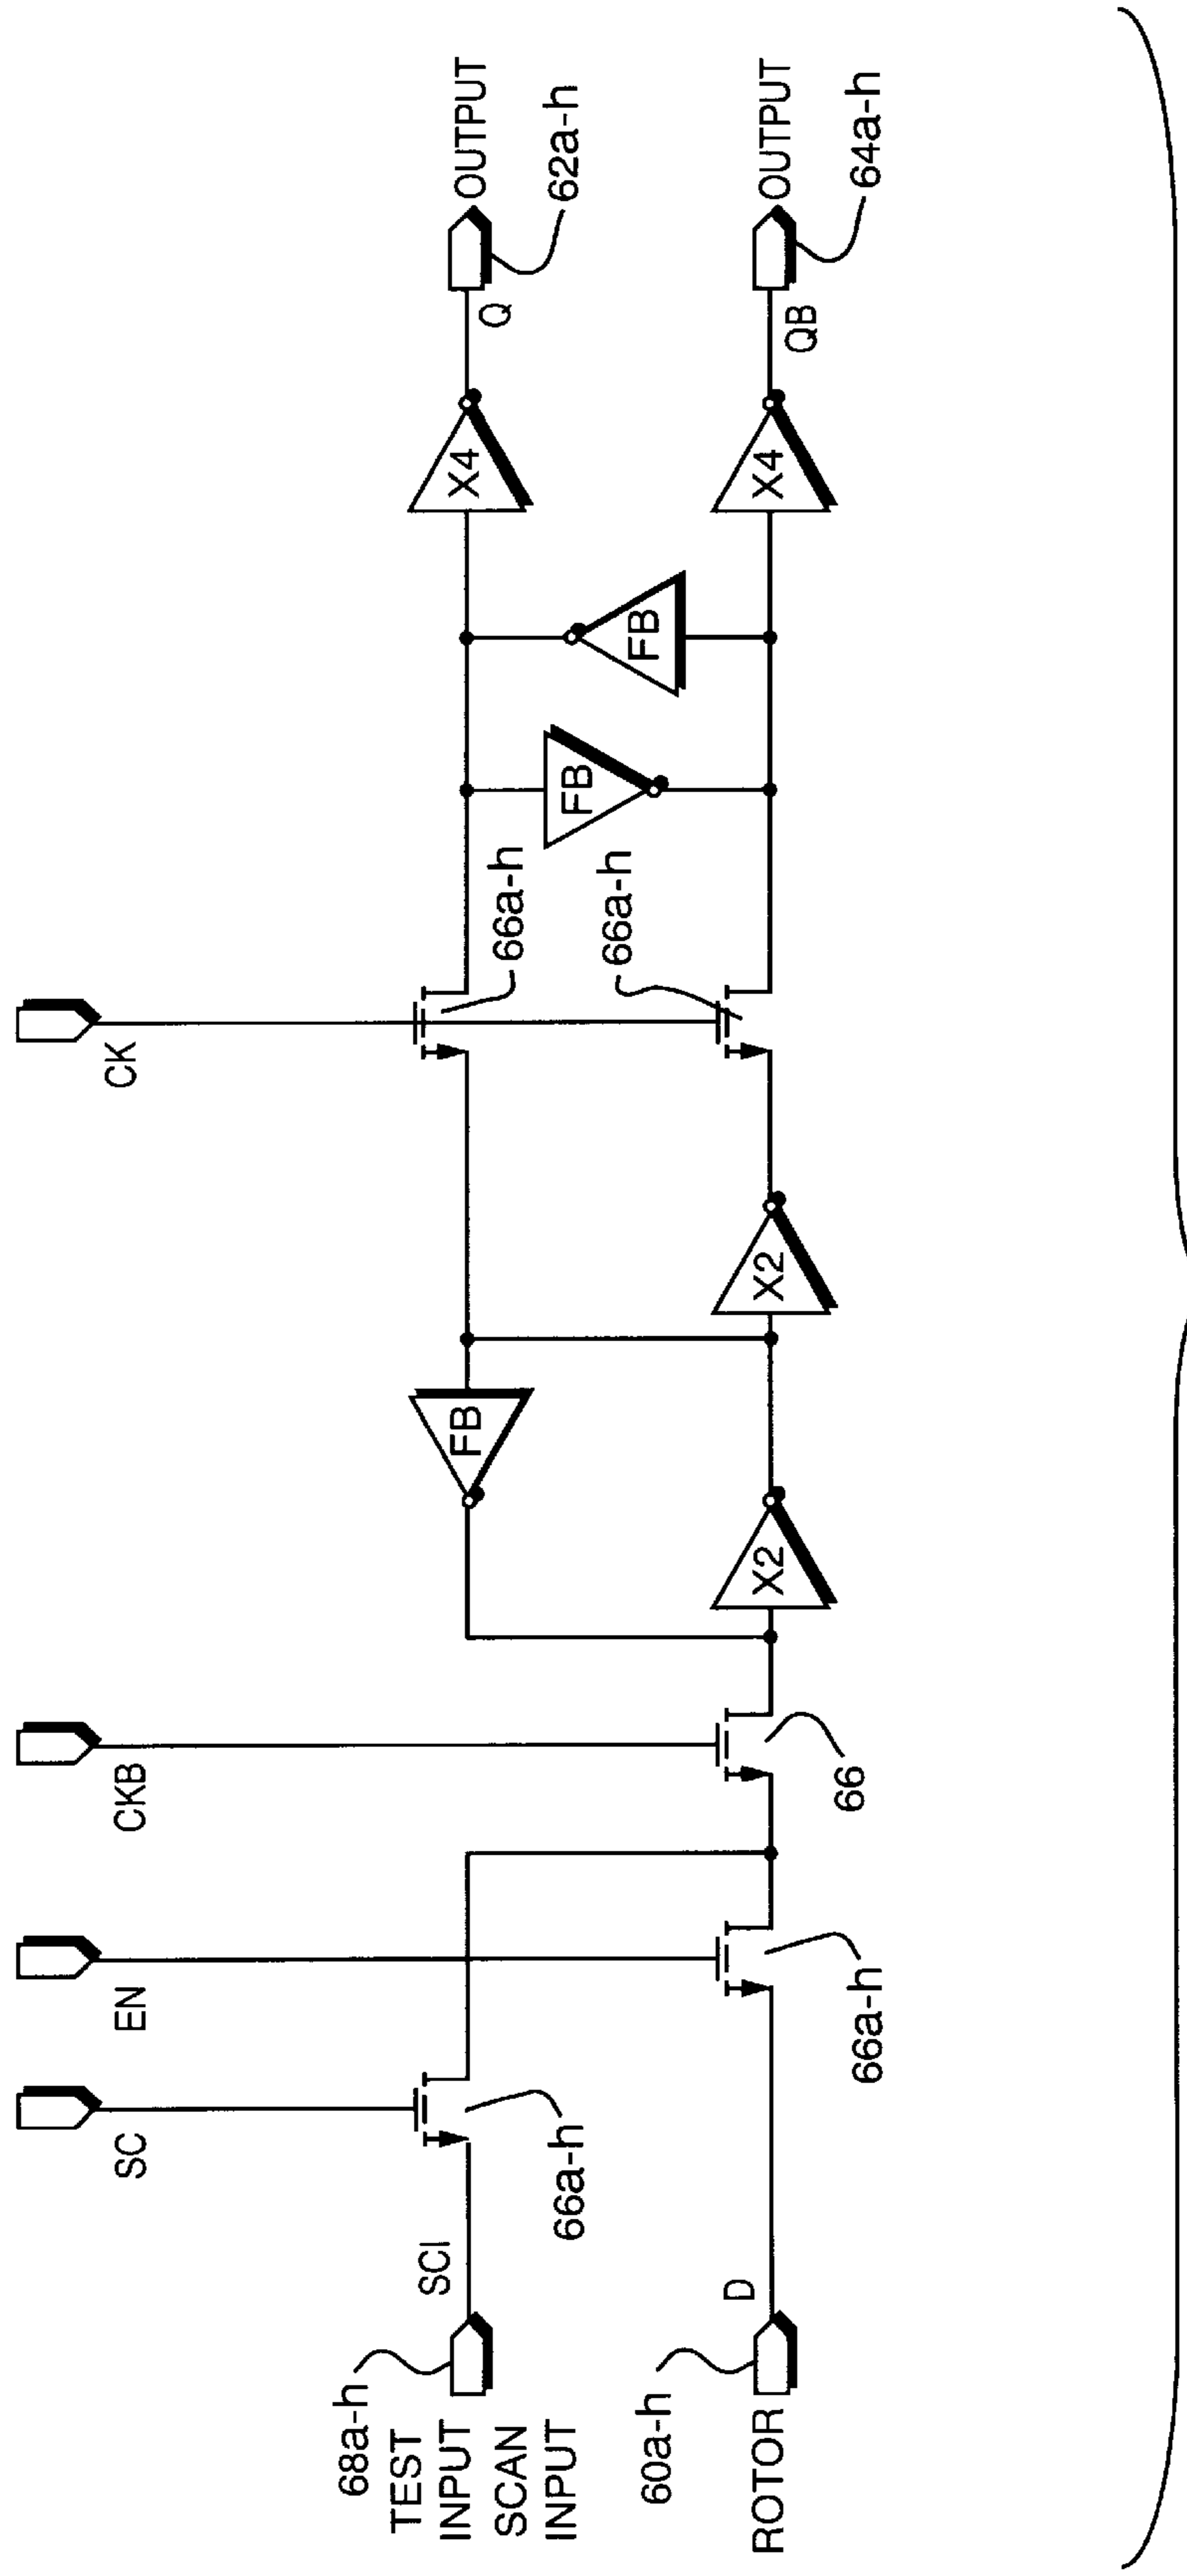 SC
EN
CKB
CK
68a-h
TEST
INPUT
SCAN
INPUT
SCI
66a-h
FB
66a-h
66a-h
FB
FB
X4
Q
OUTPUT
62a-h
60a-h
ROTOR
D
66a-h
66
X2
X2
X4
QB
OUTPUT
64a-h